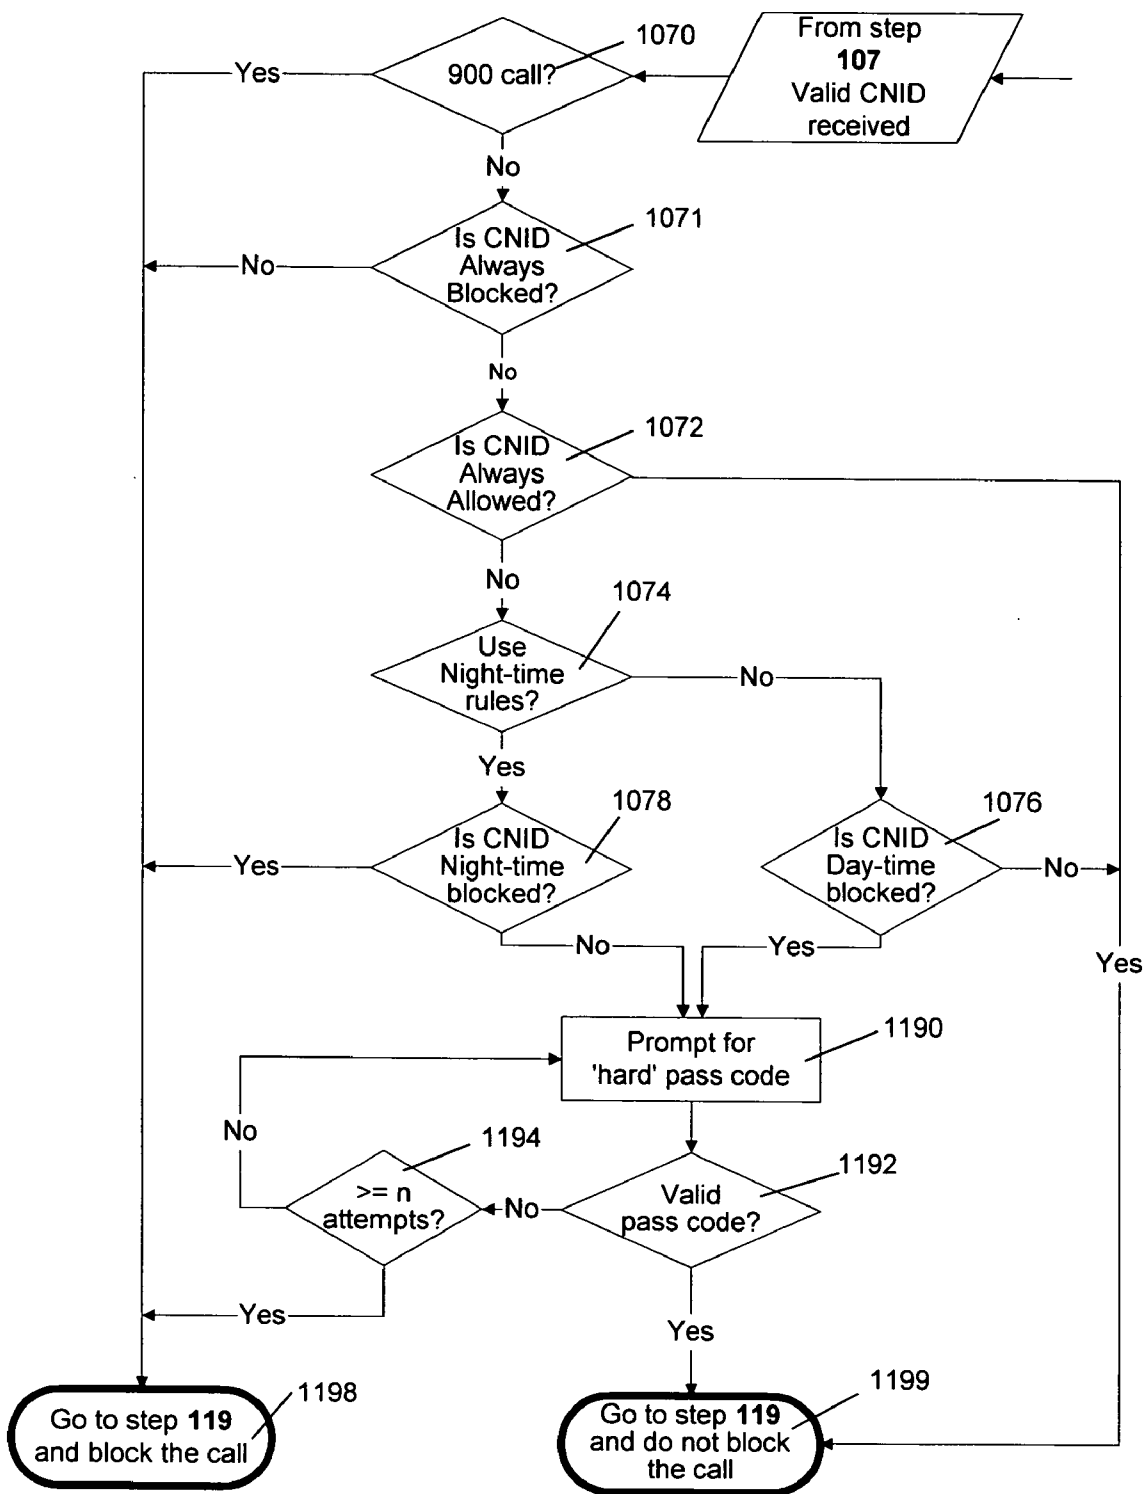 1070
From step
107
Valid CNID
received
Yes
900 call?
No
1071
Is CNID
Always
Blocked?
No
No
1072
Is CNID
Always
Allowed?
No
1074
Use
Night-time
rules?
No
Yes
1078
1076
Is CNID
Night-time
blocked?
Yes
Is CNID
Day-time
blocked?
No
No
Yes
Yes
1190
Prompt for
'hard' pass code
No
1194
1192
>= n
attempts?
No
Valid
pass code?
Yes
Yes
1198
1199
Go to step 119
and block the call
Go to step 119
and do not block
the call